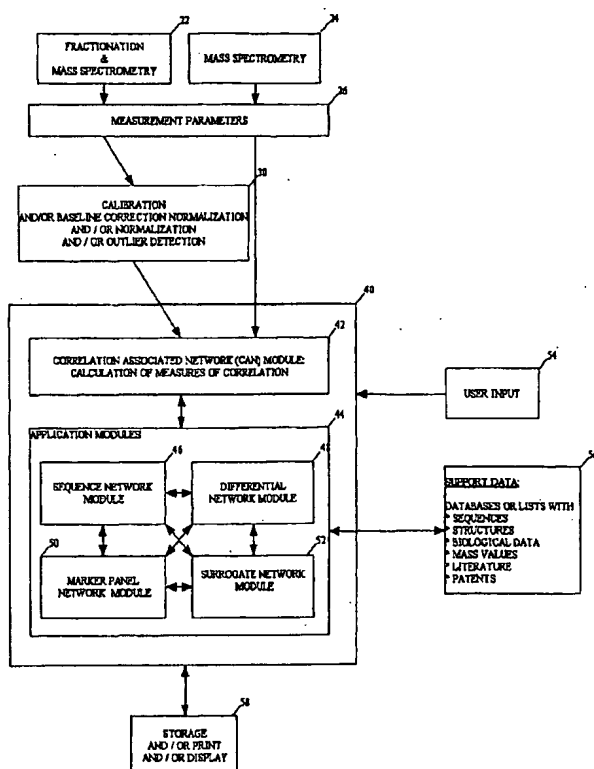 22
24
FRACTIONATION
&
MASS SPECTROMETRY
MASS SPECTROMETRY
26
MEASUREMENT PARAMETERS
CALIBRATION
AND/OR BASELINE CORRECTION NORMALIZATION
AND / OR NORMALIZATION
AND / OR OUTLIER DETECTION
40
42
CORRELATION ASSOCIATED NETWORK (CAN) MODULE:
CALCULATION OF MEASURES OF CORRELATION
54
USER INPUT
44
APPLICATION MODULES
46
48
SEQUENCE NETWORK
MODULE
DIFFERENTIAL
NETWORK MODULE
50
52
MARKER PANEL
NETWORK MODULE
SURROGATE NETWORK
MODULE
SUPPORT DATA:
DATABASES OR LISTS WITH
* SEQUENCES
* STRUCTURES
* BIOLOGICAL DATA
* MASS VALUES
* LITERATURE
* PATENTS
58
STORAGE
AND / OR PRINT
AND / OR DISPLAY